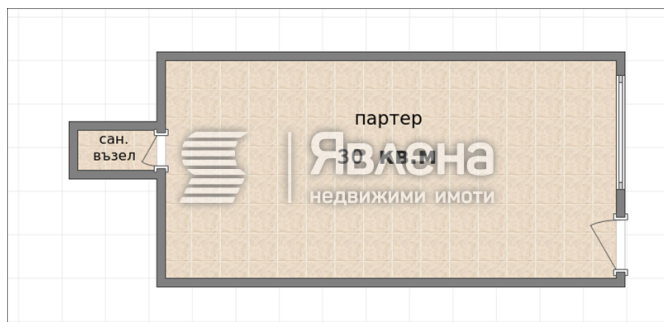 партер
30 кв.м
сан.
възел
Явлена
недвижими имоти